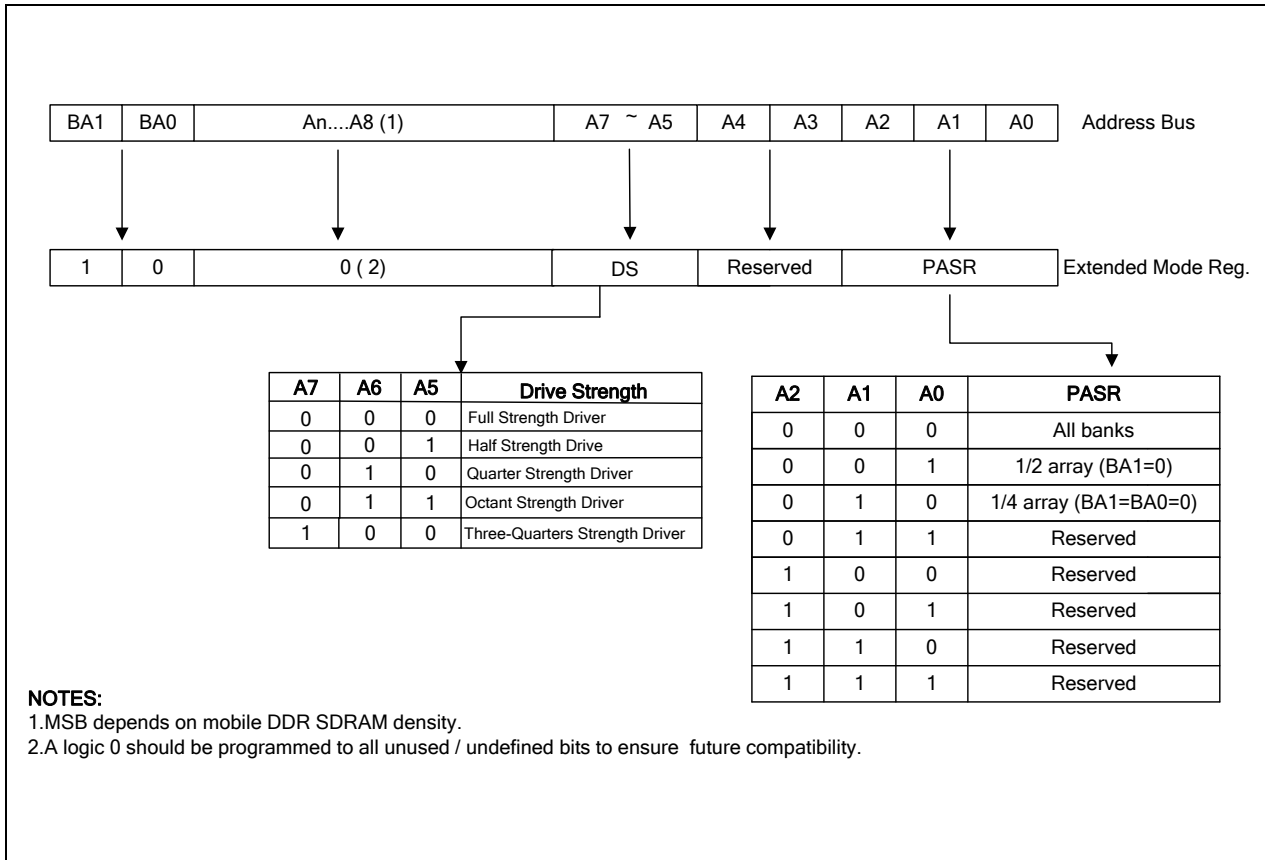 BA1 BA0 An....A8 (1) A7 ~ A5 A4 A3 A2 A1 A0 Address Bus
1 0 0 ( 2) DS Reserved PASR Extended Mode Reg.
A7 A6 A5 Drive Strength
0 0 0 Full Strength Driver
0 0 1 Half Strength Drive
0 1 0 Quarter Strength Driver
0 1 1 Octant Strength Driver
1 0 0 Three-Quarters Strength Driver
A2 A1 A0 PASR
0 0 0 All banks
0 0 1 1/2 array (BA1=0)
0 1 0 1/4 array (BA1=BA0=0)
0 1 1 Reserved
1 0 0 Reserved
1 0 1 Reserved
1 1 0 Reserved
1 1 1 Reserved
NOTES:
1.MSB depends on mobile DDR SDRAM density.
2.A logic 0 should be programmed to all unused / undefined bits to ensure future compatibility.